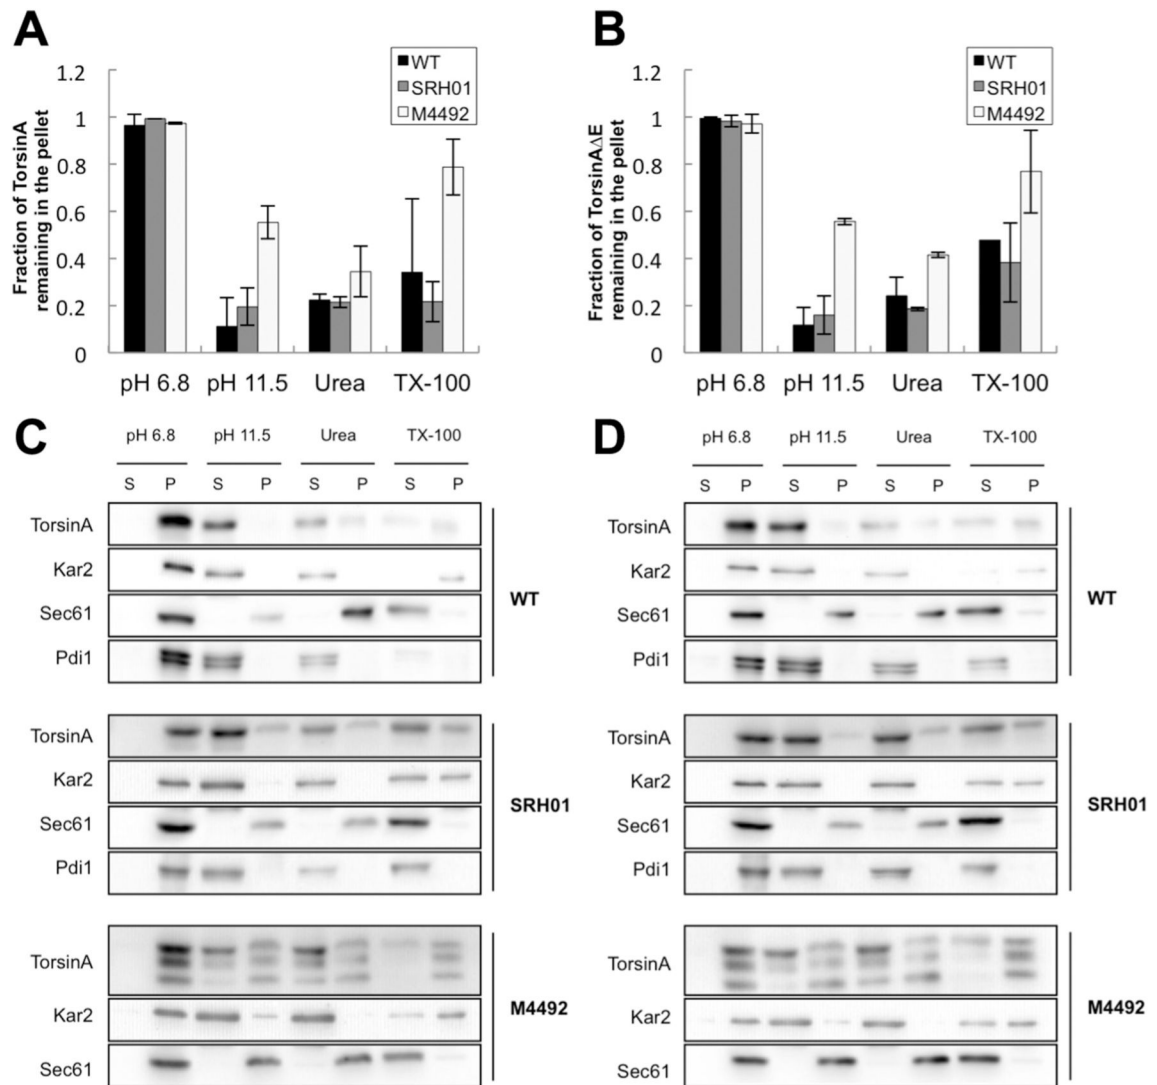 A
B
WT
SRH01
M4492
WT
SRH01
M4492
Fraction of TorsinA
remaining in the pellet
1.2
1
0.8
0.6
0.4
0.2
0
pH 6.8 pH 11.5 Urea TX-100
Fraction of TorsinAΔE
remaining in the pellet
1.2
1
0.8
0.6
0.4
0.2
0
pH 6.8 pH 11.5 Urea TX-100
C
pH 6.8 pH 11.5 Urea TX-100
S P S P S P S P
TorsinA
Kar2
Sec61
Pdi1
WT
TorsinA
Kar2
Sec61
Pdi1
SRH01
TorsinA
Kar2
Sec61
M4492
D
pH 6.8 pH 11.5 Urea TX-100
S P S P S P S P
TorsinA
Kar2
Sec61
Pdi1
WT
TorsinA
Kar2
Sec61
Pdi1
SRH01
TorsinA
Kar2
Sec61
M4492